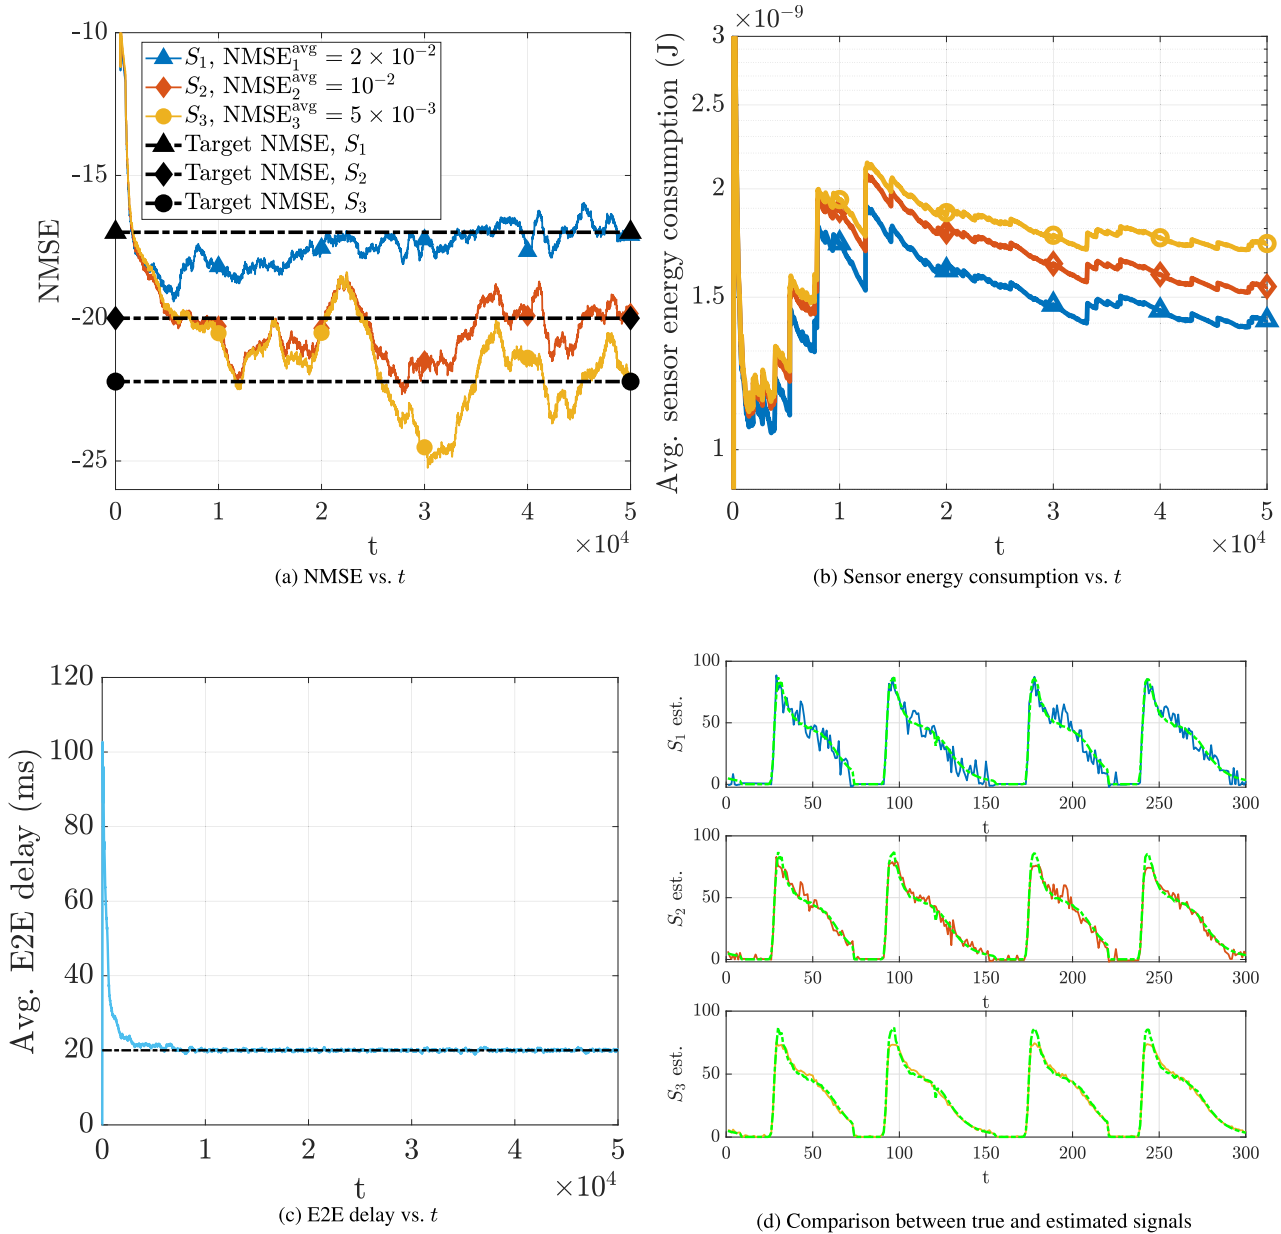 -10
-15
-20
-25
NMSE
S₁, NMSE₁ᵃᵛᵍ = 2 × 10⁻²
S₂, NMSE₂ᵃᵛᵍ = 10⁻²
S₃, NMSE₃ᵃᵛᵍ = 5 × 10⁻³
Target NMSE, S₁
Target NMSE, S₂
Target NMSE, S₃
0 1 2 3 4 5
t ×10⁴
(a) NMSE vs. t
×10⁻⁹
3
2.5
2
1.5
1
Avg. sensor energy consumption (J)
0 1 2 3 4 5
t ×10⁴
(b) Sensor energy consumption vs. t
120
100
80
60
40
20
0
Avg. E2E delay (ms)
0 1 2 3 4 5
t ×10⁴
(c) E2E delay vs. t
100
50
0
S₁ est.
0 50 100 150 200 250 300
t
100
50
0
S₂ est.
0 50 100 150 200 250 300
t
100
50
0
S₃ est.
0 50 100 150 200 250 300
t
(d) Comparison between true and estimated signals